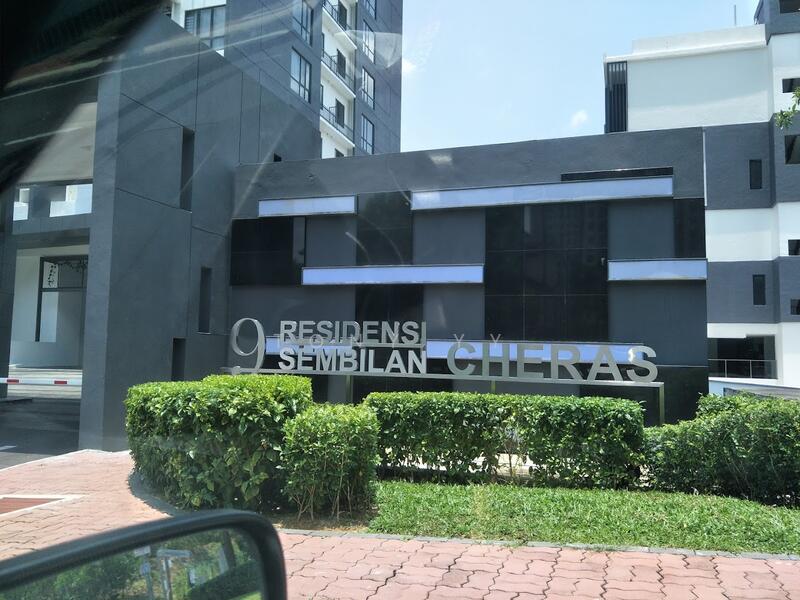 9 RESIDENSI
SEMBILAN CHERAS